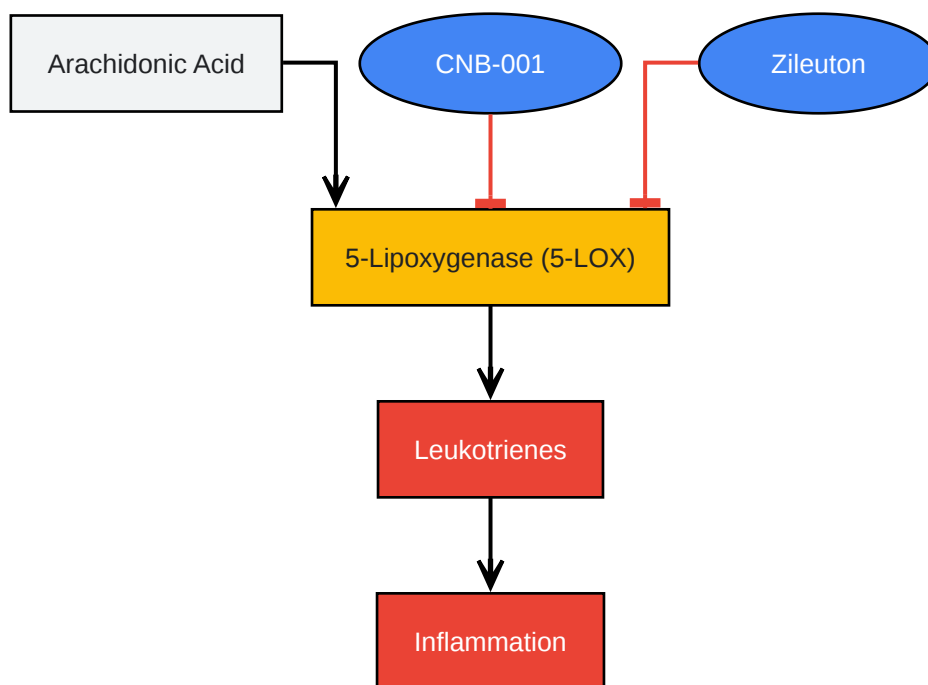 Arachidonic Acid
CNB-001
Zileuton
5-Lipoxygenase (5-LOX)
Leukotrienes
Inflammation